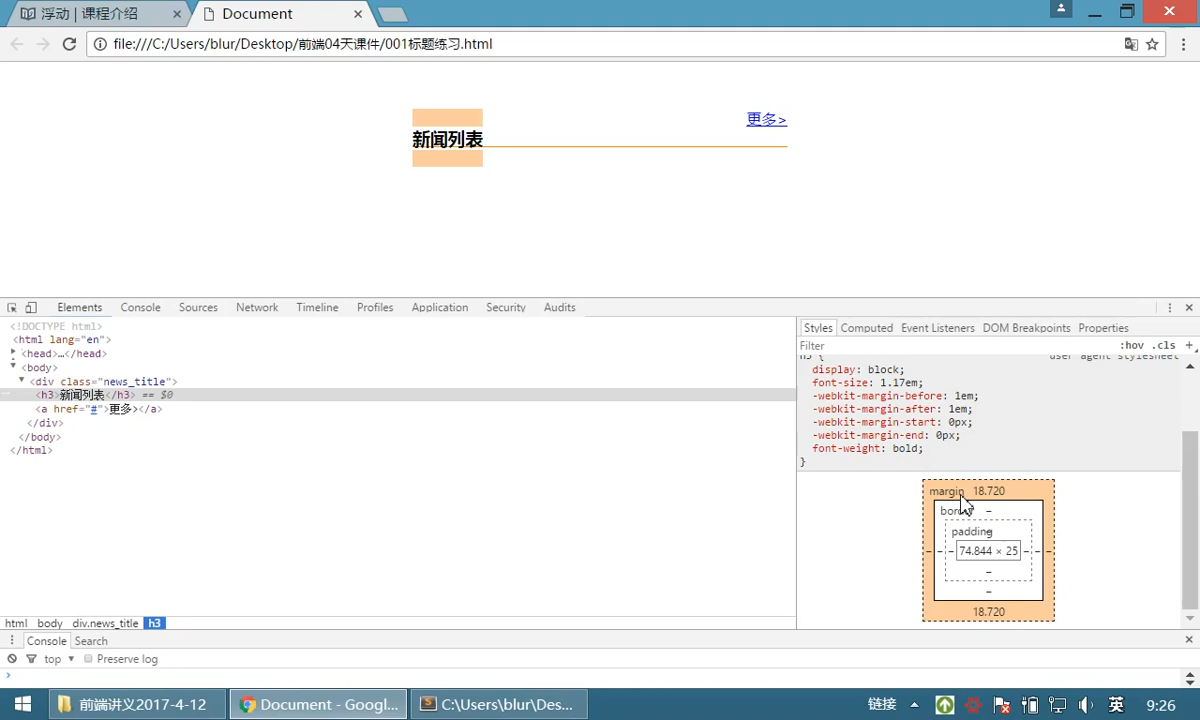 浮动 | 课程介绍
Document
file:///C:/Users/blur/Desktop/前端04天课件/001标题练习.html
更多>
新闻列表
Elements Console Sources Network Timeline Profiles Application Security Audits
<!DOCTYPE html>
<html lang="en">
<head>…</head>
<body>
<div class="news_title">
<h3>新闻列表</h3> == $0
<a href="#">更多></a>
</div>
</body>
</html>
Styles Computed Event Listeners DOM Breakpoints Properties
Filter :hov .cls +
h3 { user agent stylesheet
display: block;
font-size: 1.17em;
-webkit-margin-before: 1em;
-webkit-margin-after: 1em;
-webkit-margin-start: 0px;
-webkit-margin-end: 0px;
font-weight: bold;
}
margin 18.720
–
padding
– – – 74.844 × 25 – – –
–
–
18.720
html body div.news_title h3
Console Search
top Preserve log
前端讲义2017-4-12
Document - Googl...
C:\Users\blur\Des...
链接
英
9:26